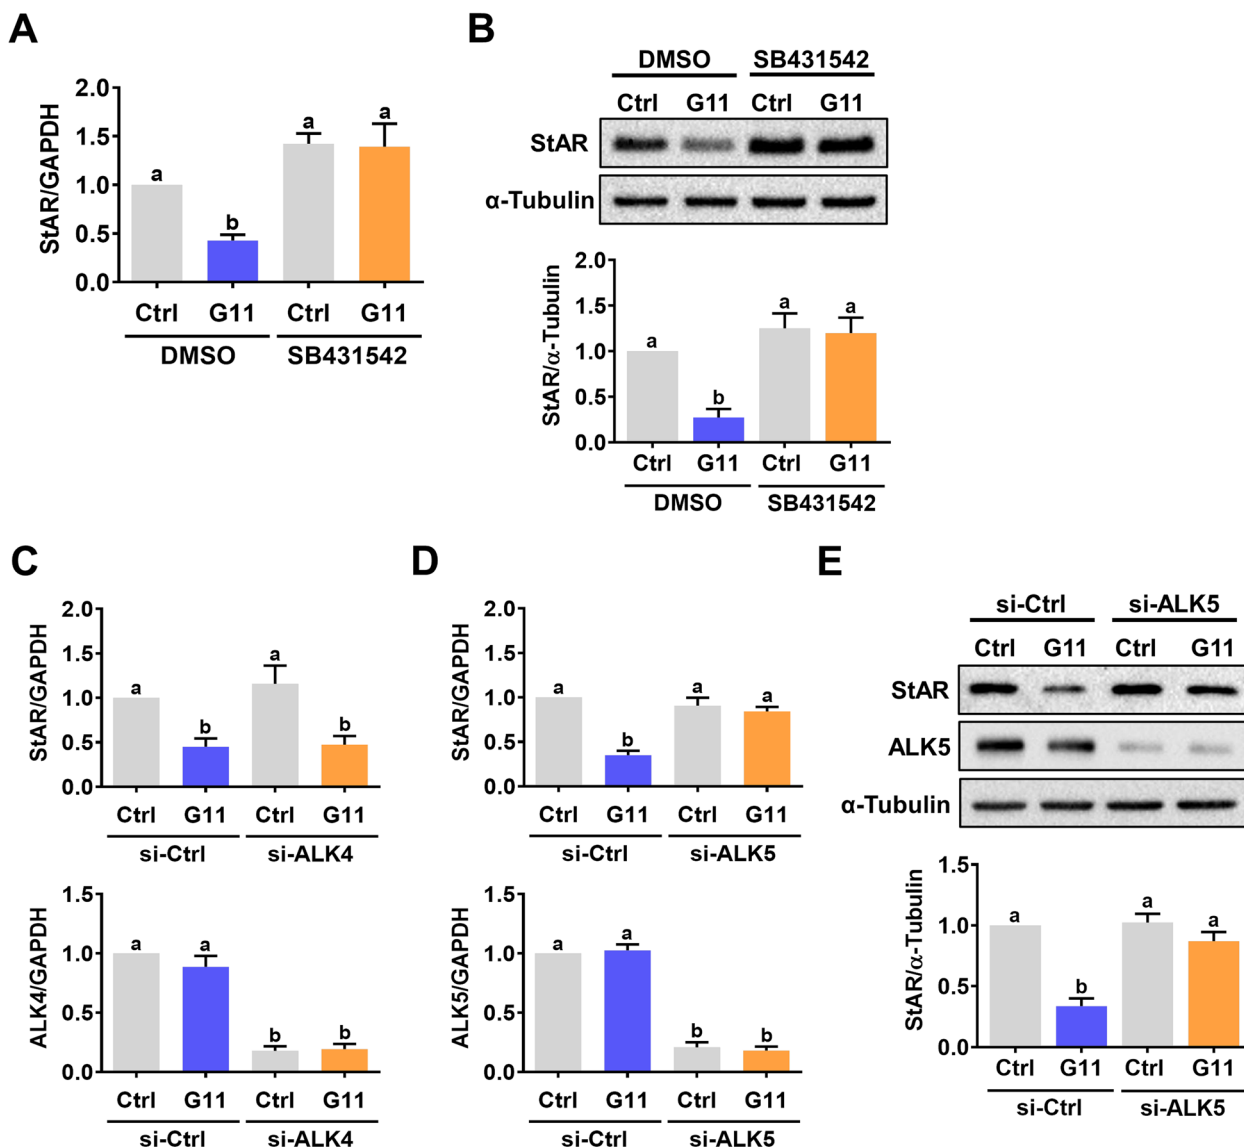 A
StAR/GAPDH
2.0
1.5
1.0
0.5
0.0
a
b
a
a
Ctrl G11 Ctrl G11
DMSO SB431542
B
DMSO SB431542
Ctrl G11 Ctrl G11
StAR
α-Tubulin
StAR/α-Tubulin
2.0
1.5
1.0
0.5
0.0
a
b
a
a
Ctrl G11 Ctrl G11
DMSO SB431542
C
StAR/GAPDH
2.0
1.5
1.0
0.5
0.0
a
b
a
b
Ctrl G11 Ctrl G11
si-Ctrl si-ALK4
ALK4/GAPDH
1.5
1.0
0.5
0.0
a
a
b
b
Ctrl G11 Ctrl G11
si-Ctrl si-ALK4
D
StAR/GAPDH
2.0
1.5
1.0
0.5
0.0
a
b
a
a
Ctrl G11 Ctrl G11
si-Ctrl si-ALK5
ALK5/GAPDH
1.5
1.0
0.5
0.0
a
a
b
b
Ctrl G11 Ctrl G11
si-Ctrl si-ALK5
E
si-Ctrl si-ALK5
Ctrl G11 Ctrl G11
StAR
ALK5
α-Tubulin
StAR/α-Tubulin
1.5
1.0
0.5
0.0
a
b
a
a
Ctrl G11 Ctrl G11
si-Ctrl si-ALK5